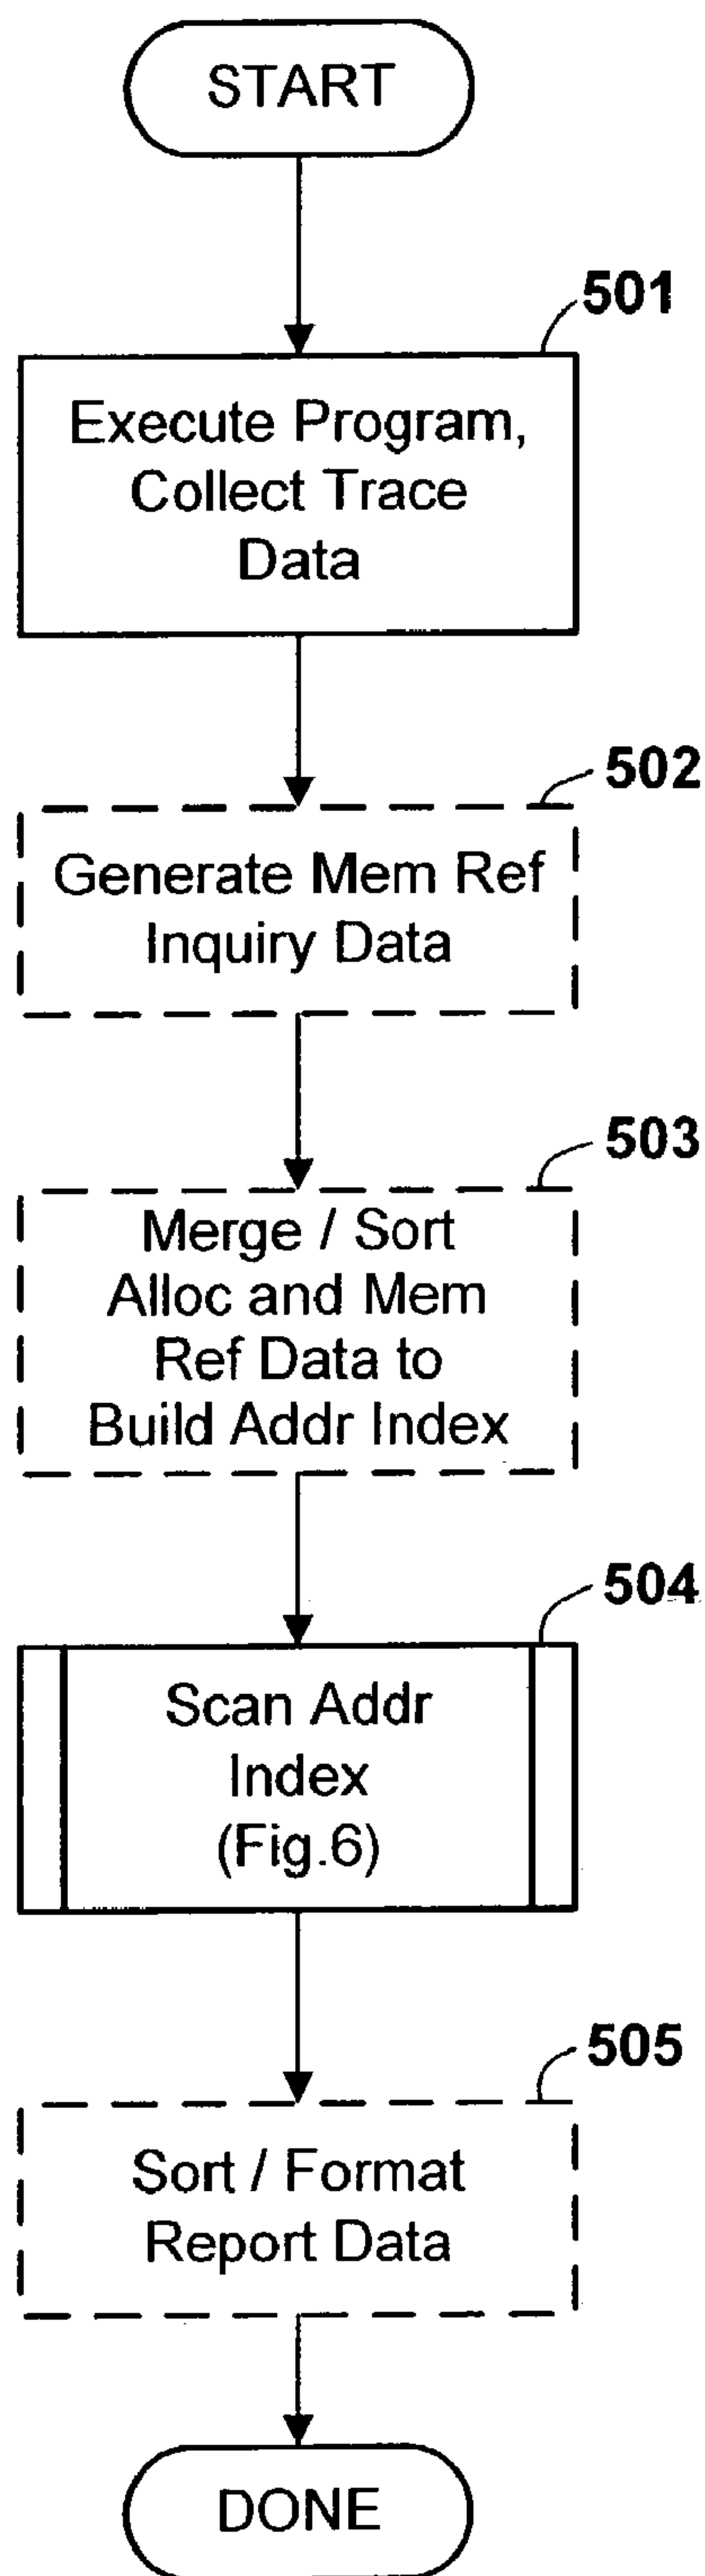 START
501
Execute Program,
Collect Trace
Data
502
Generate Mem Ref
Inquiry Data
503
Merge / Sort
Alloc and Mem
Ref Data to
Build Addr Index
504
Scan Addr
Index
(Fig.6)
505
Sort / Format
Report Data
DONE